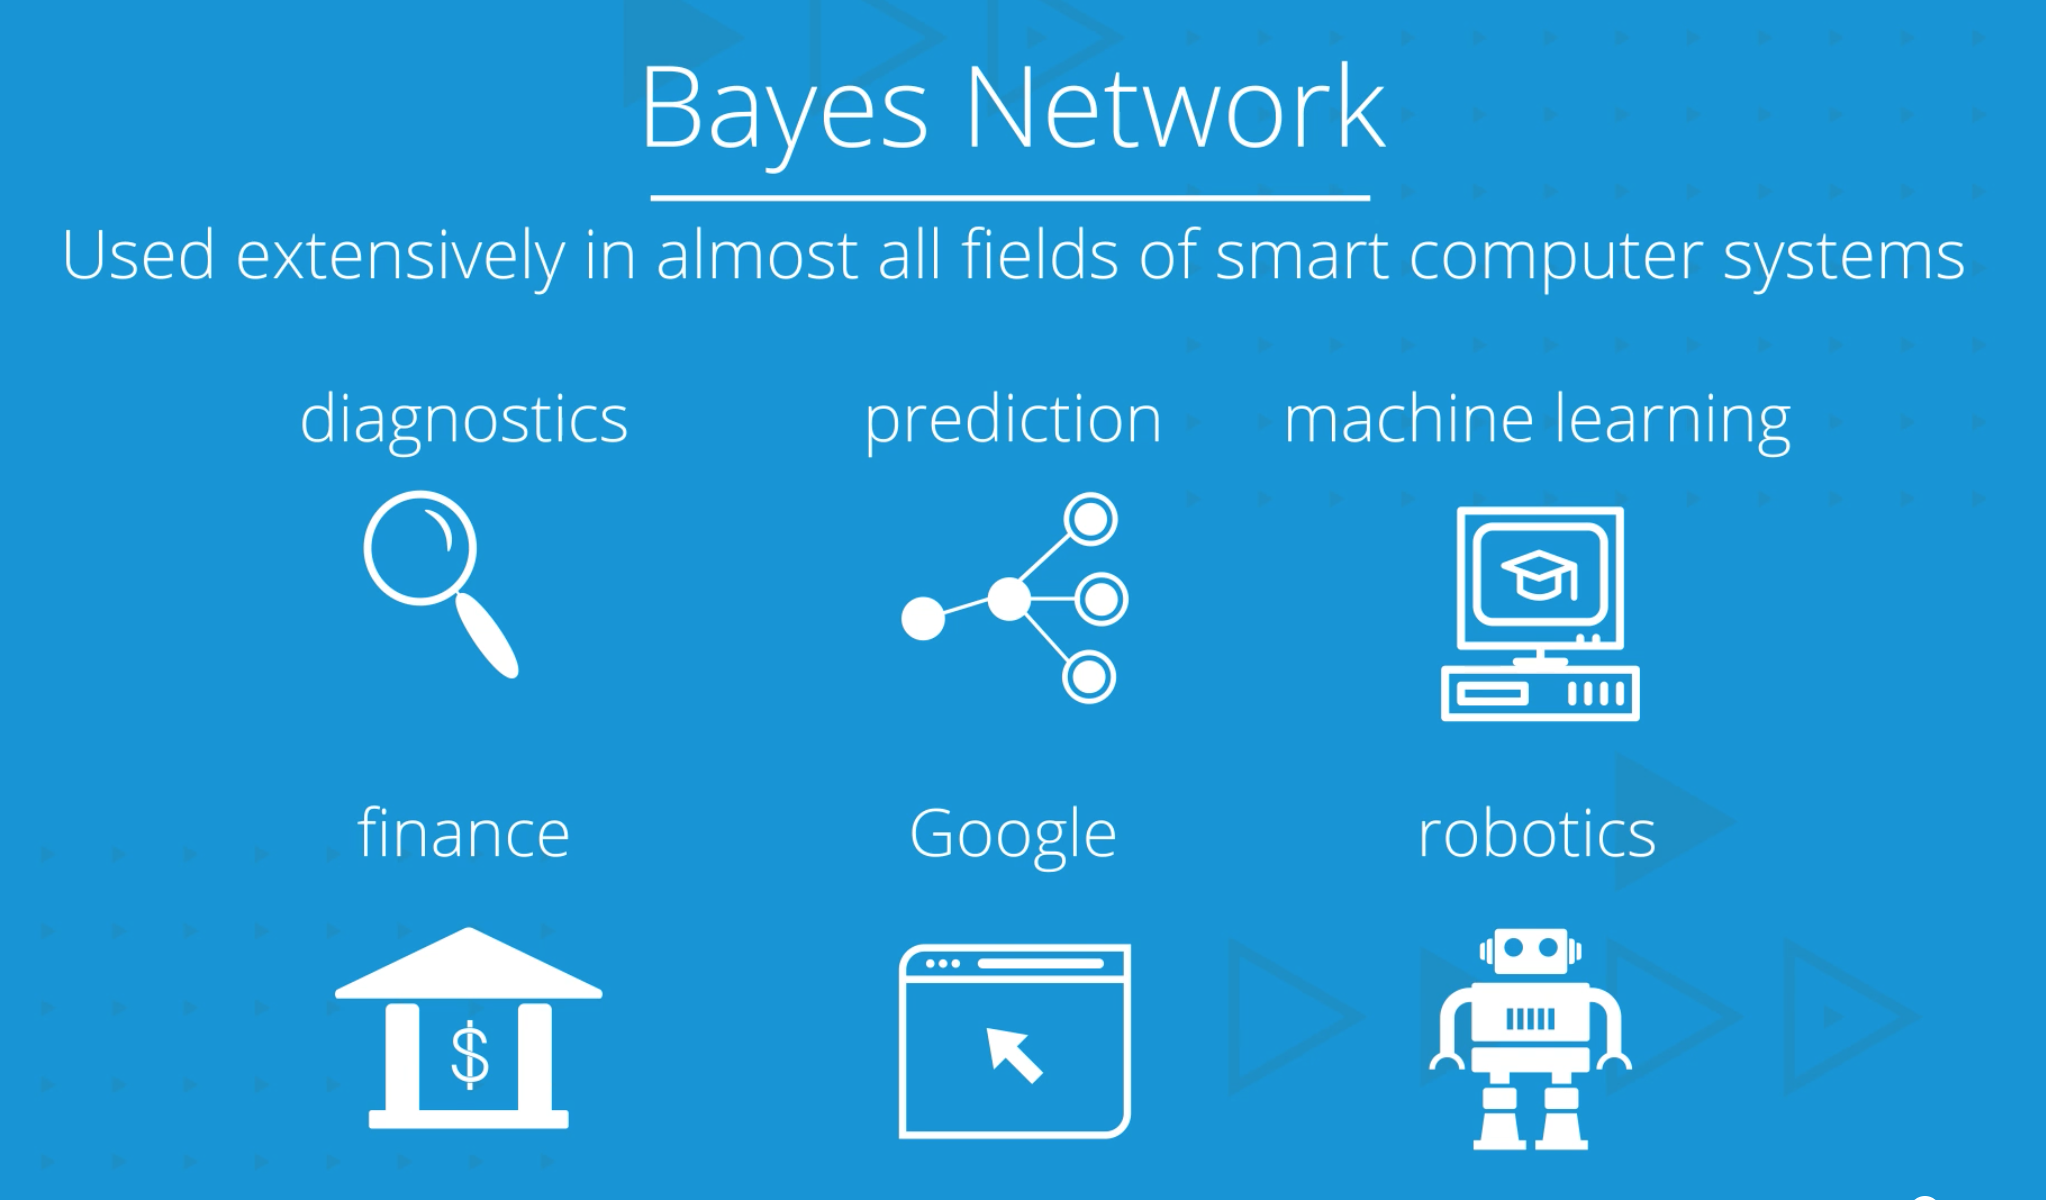 Bayes Network
Used extensively in almost all fields of smart computer systems
diagnostics
prediction
machine learning
finance
Google
robotics
$